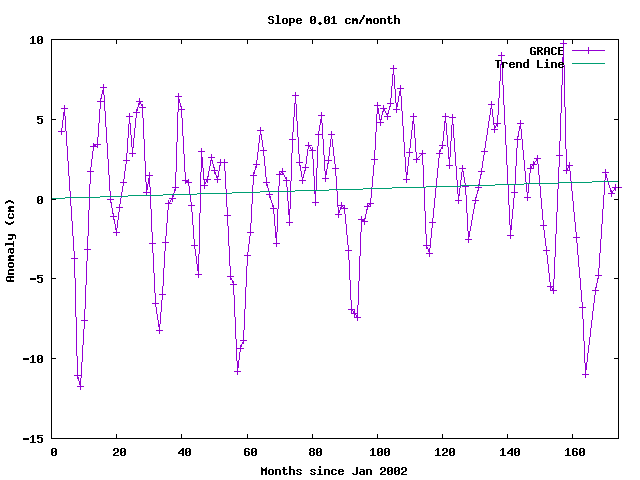 Slope 0.01 cm/month
GRACE
Trend Line
10
5
0
-5
-10
-15
Anomaly (cm)
0 20 40 60 80 100 120 140 160
Months since Jan 2002